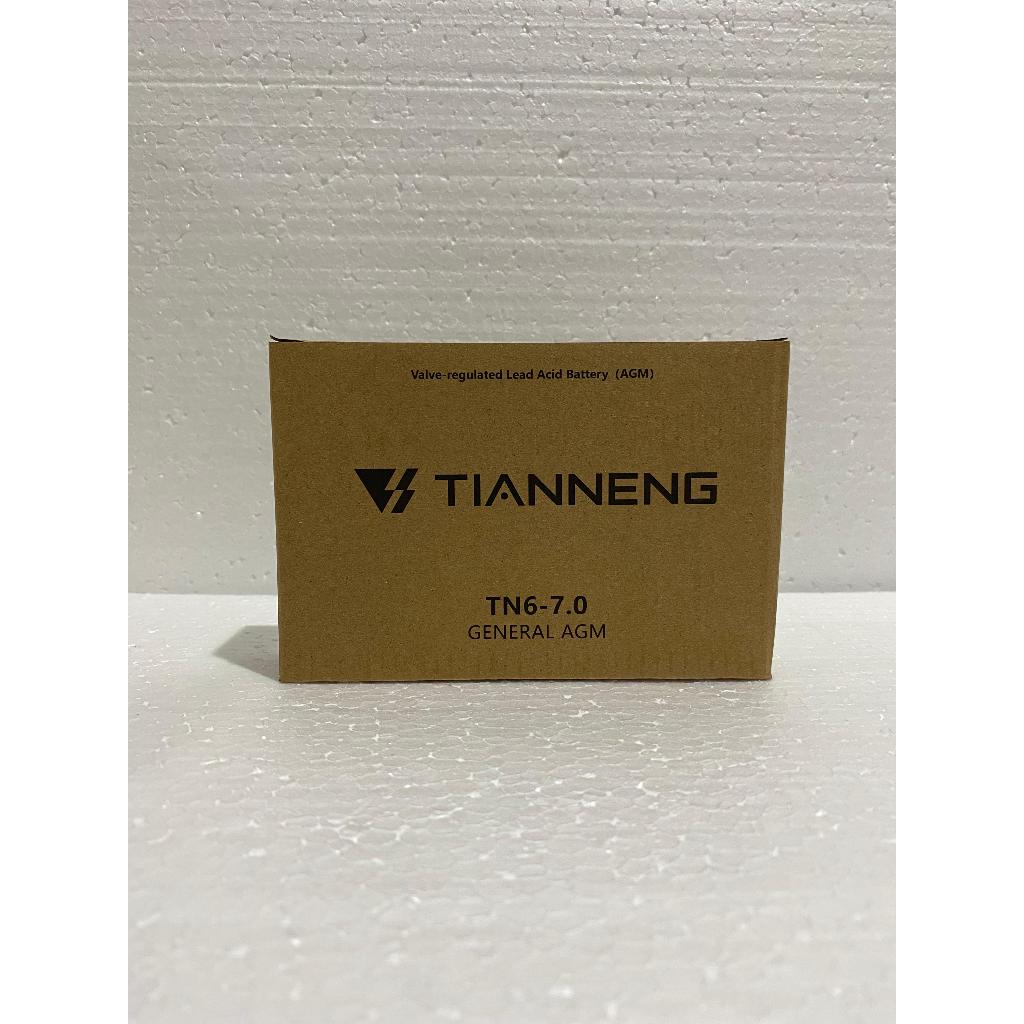 Valve-regulated Lead Acid Battery (AGM)
TIANNENG
TN6-7.0
GENERAL AGM